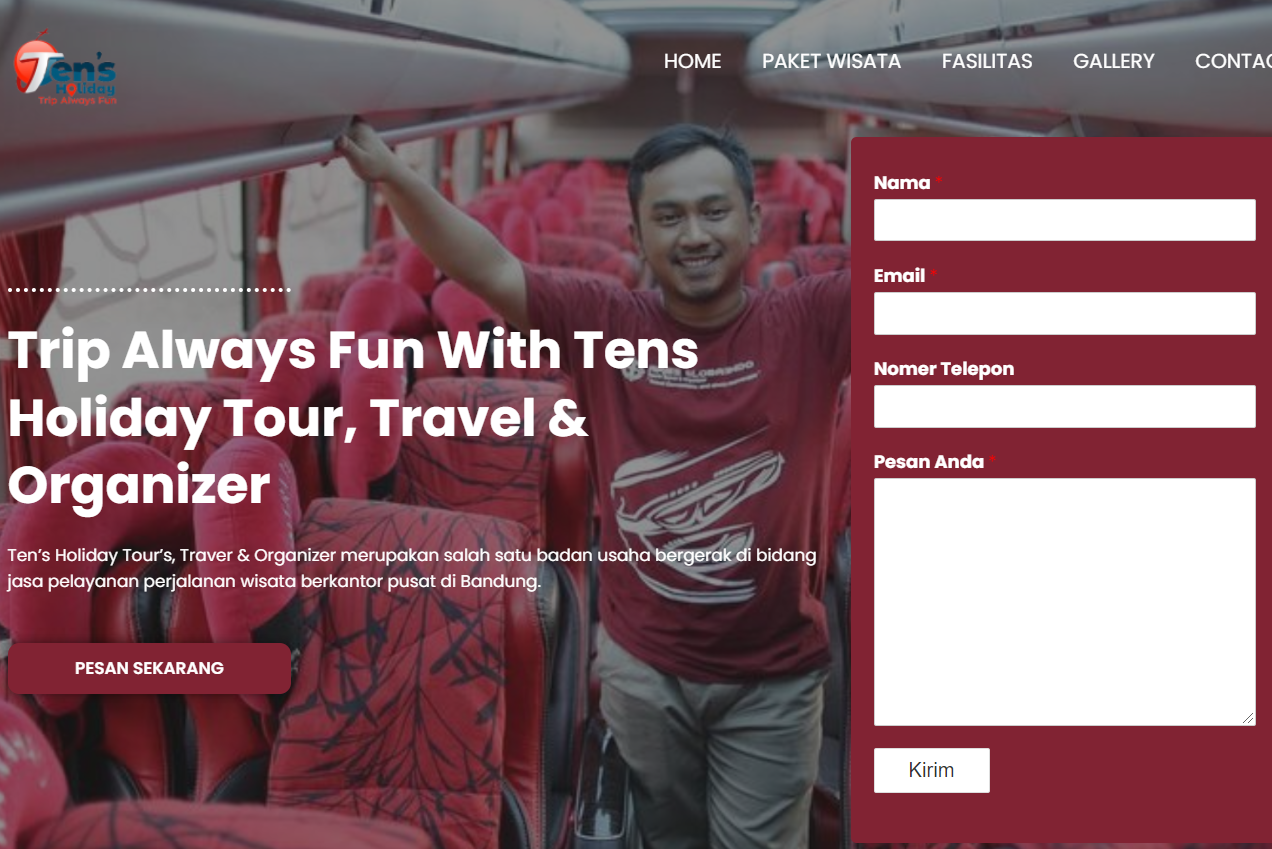 Ten's
Holiday
Trip Always Fun
HOME PAKET WISATA FASILITAS GALLERY CONTAC
Nama *
Email *
Nomer Telepon
Pesan Anda *
Kirim
Trip Always Fun With Tens
Holiday Tour, Travel &
Organizer
Ten’s Holiday Tour’s, Traver & Organizer merupakan salah satu badan usaha bergerak di bidang
jasa pelayanan perjalanan wisata berkantor pusat di Bandung.
PESAN SEKARANG